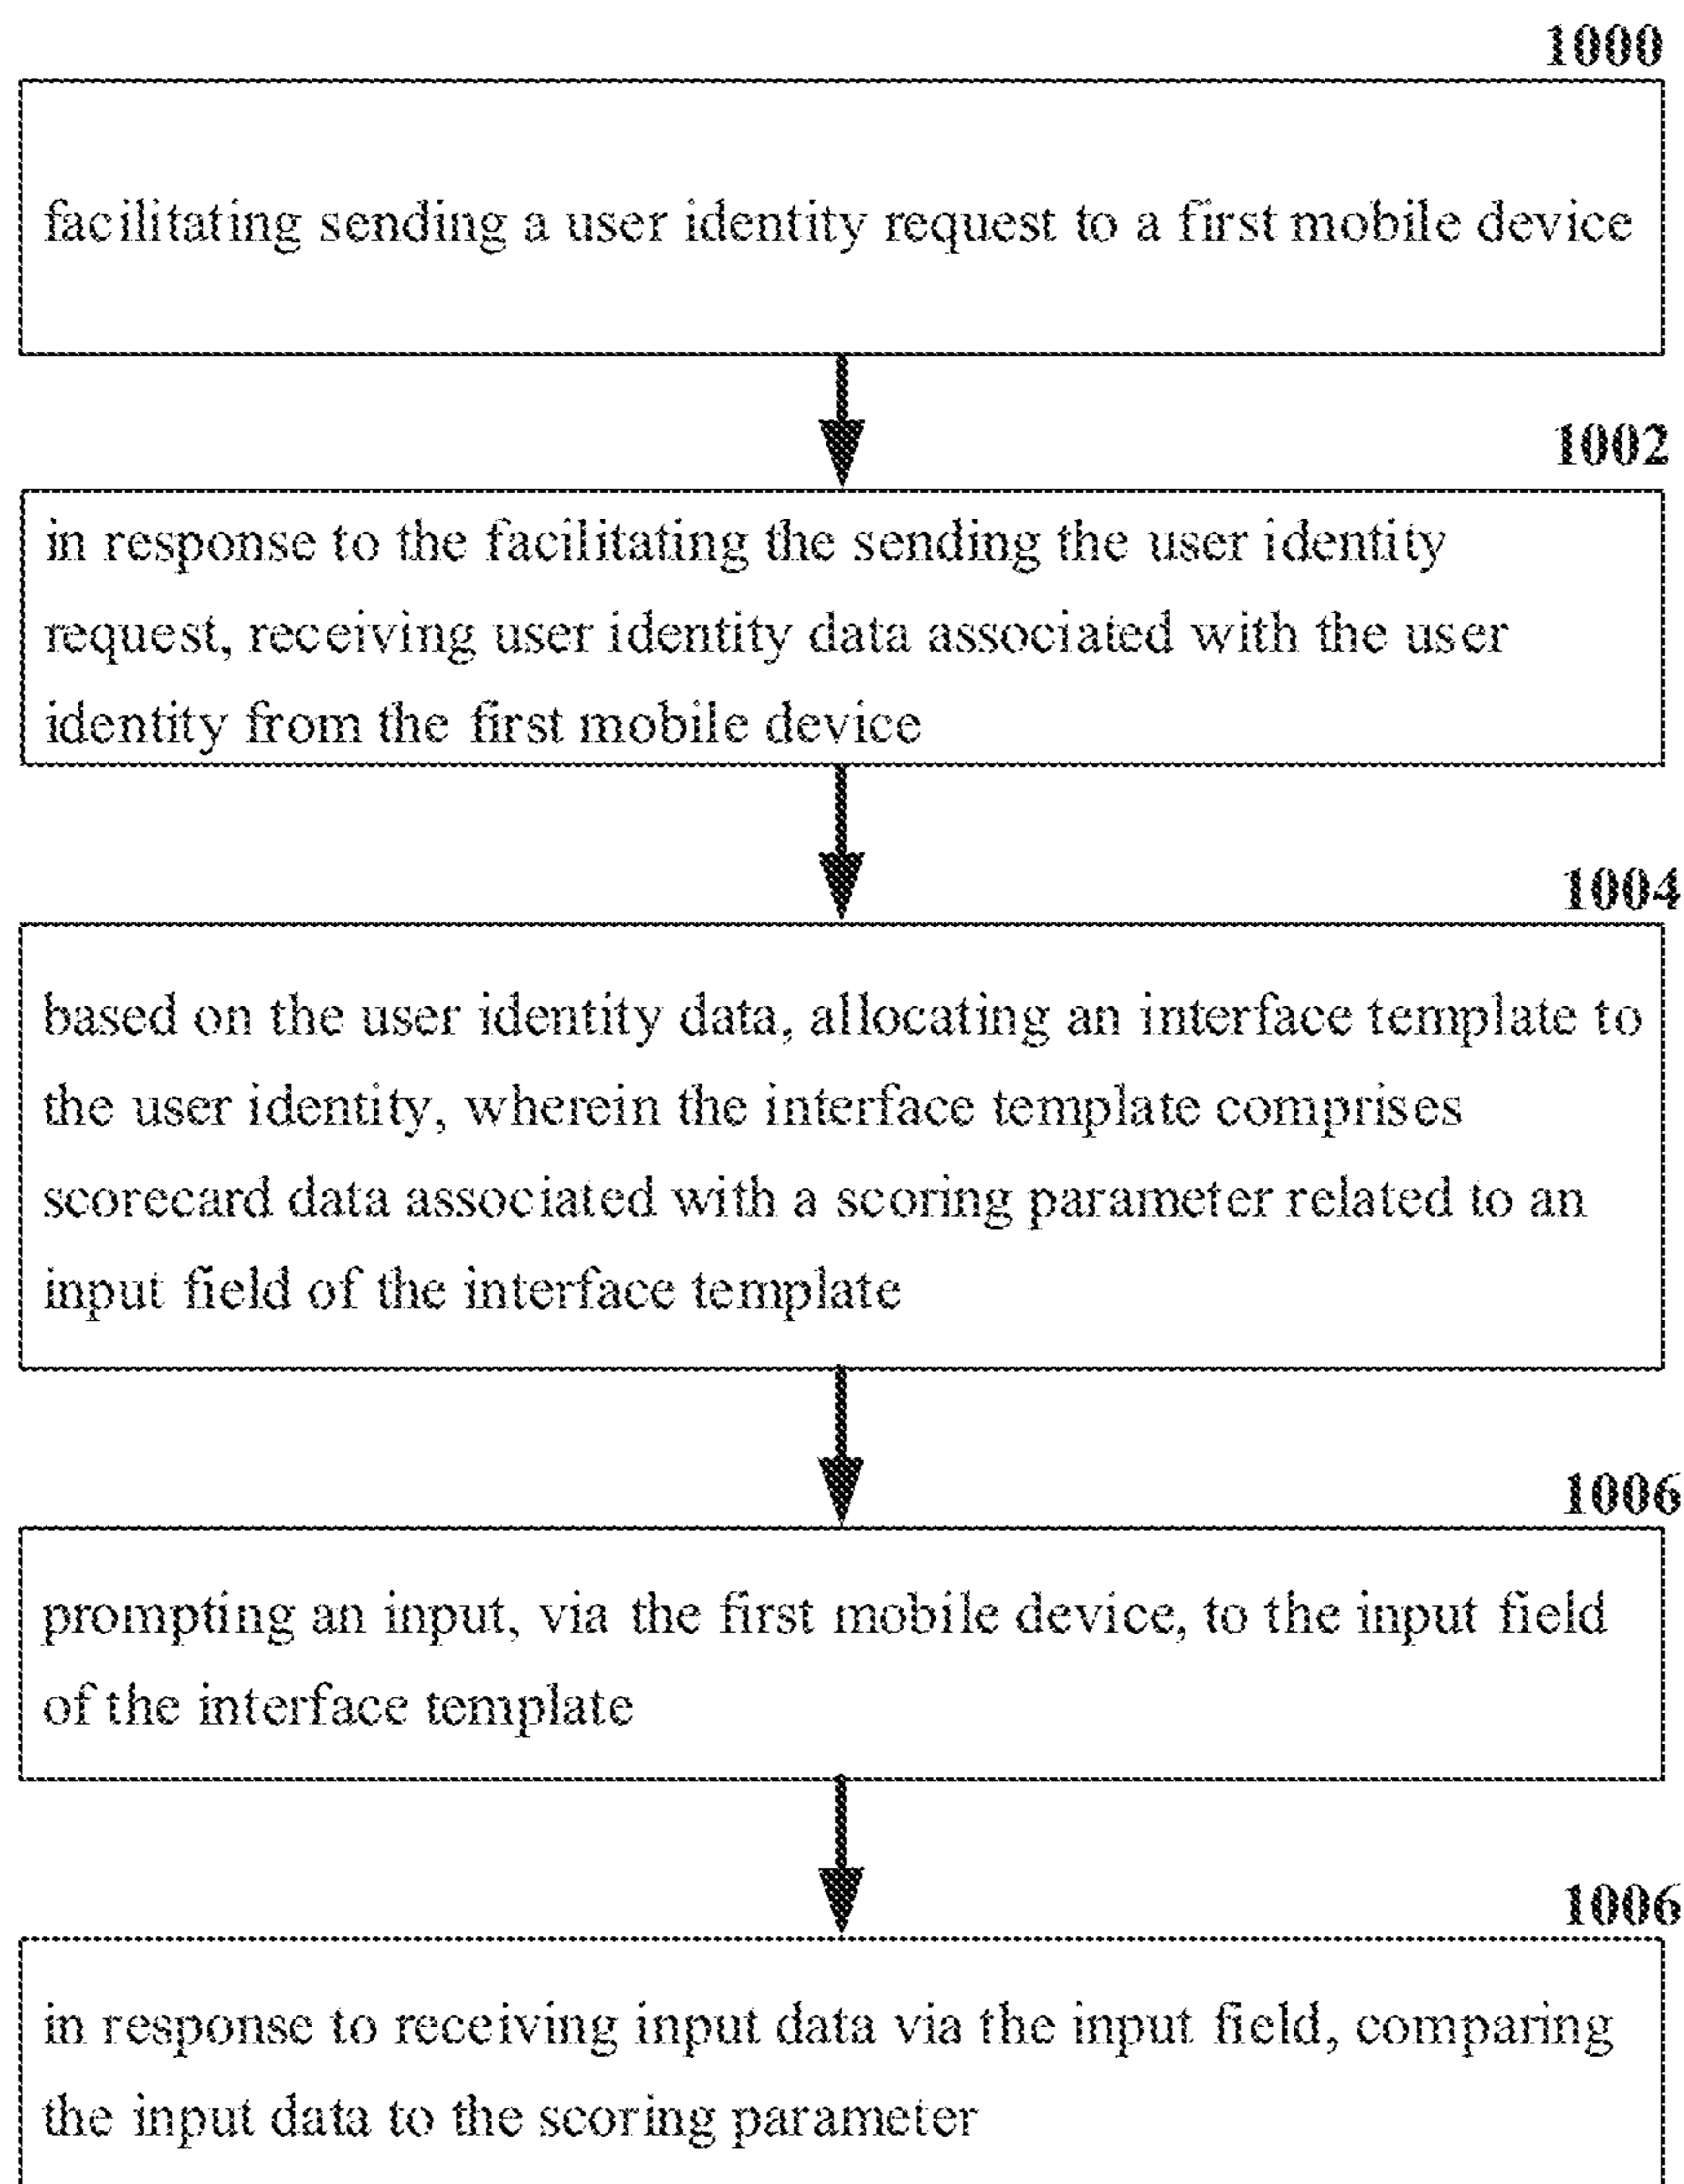 1000
facilitating sending a user identity request to a first mobile device
1002
in response to the facilitating the sending the user identity
request, receiving user identity data associated with the user
identity from the first mobile device
1004
based on the user identity data, allocating an interface template to
the user identity, wherein the interface template comprises
scorecard data associated with a scoring parameter related to an
input field of the interface template
1006
prompting an input, via the first mobile device, to the input field
of the interface template
1006
in response to receiving input data via the input field, comparing
the input data to the scoring parameter